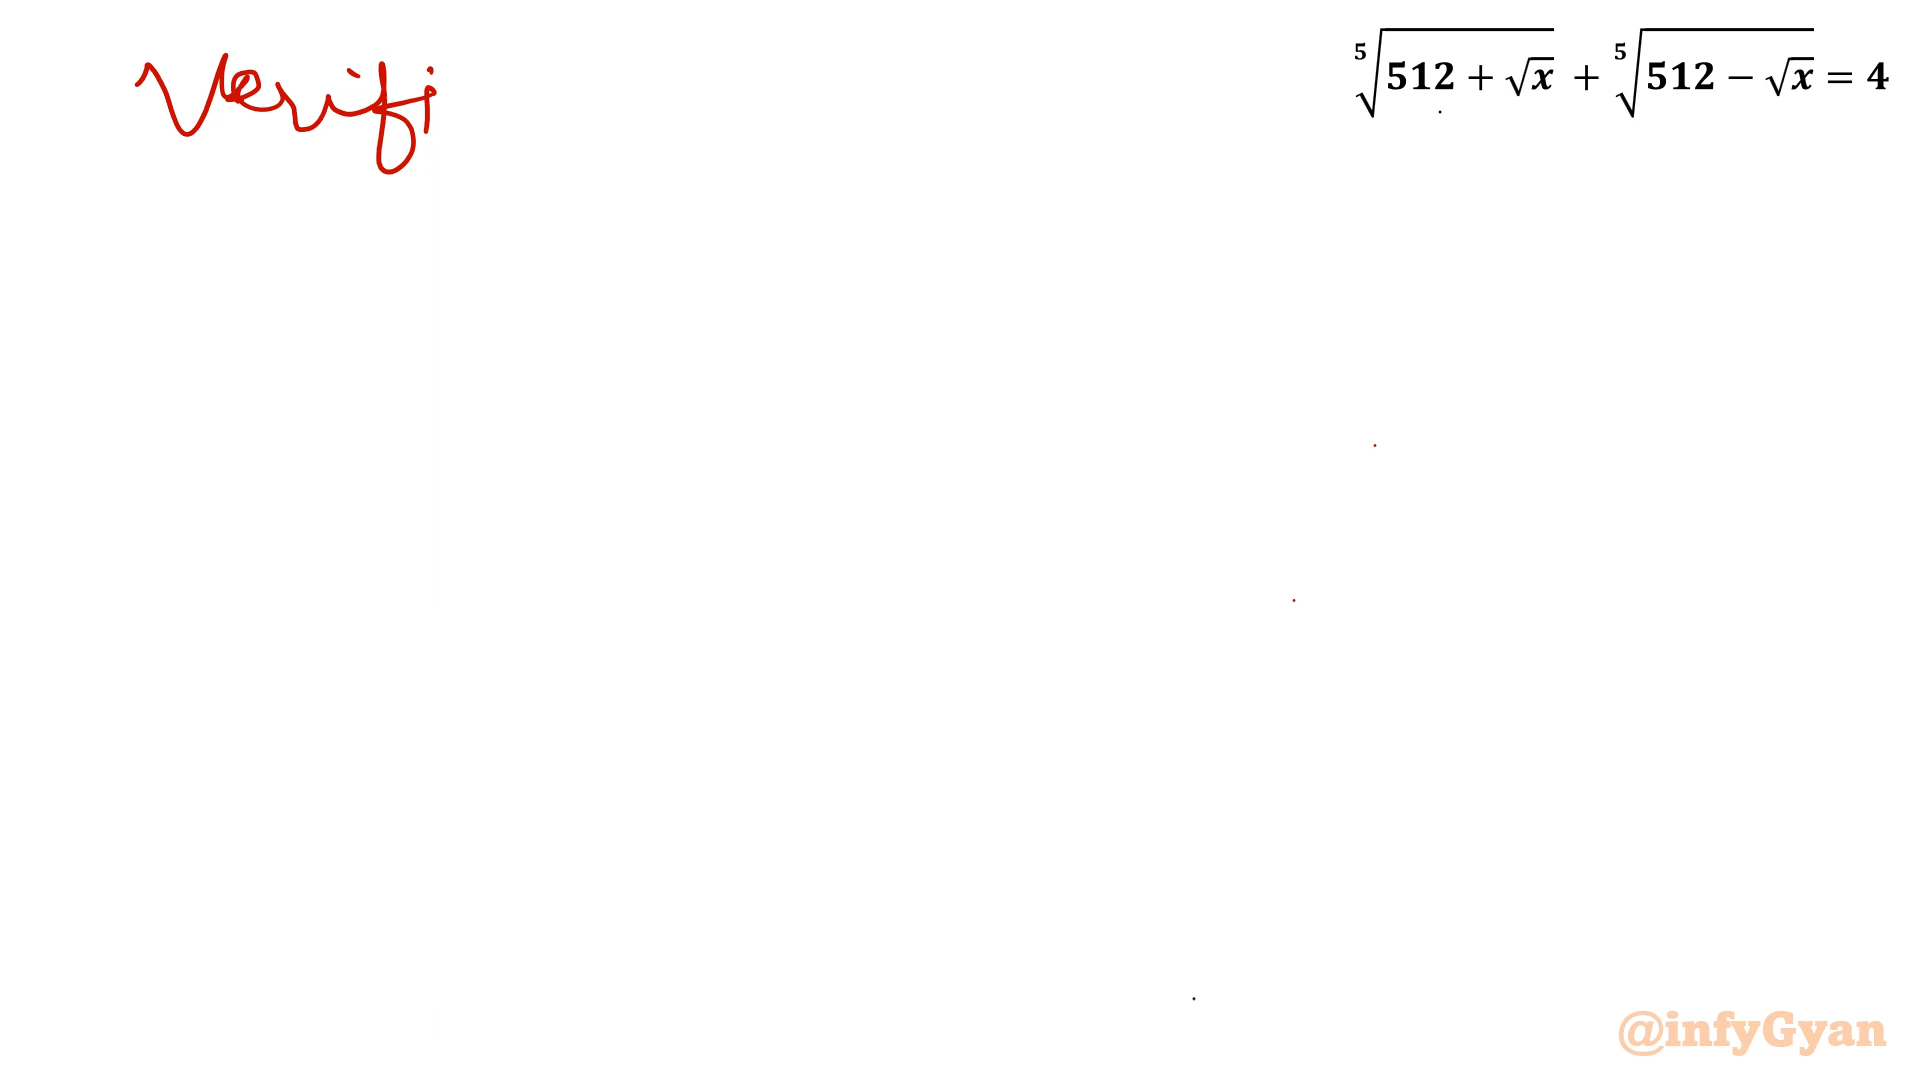 Verifi
⁵√(512 + √x) + ⁵√(512 − √x) = 4
@infyGyan